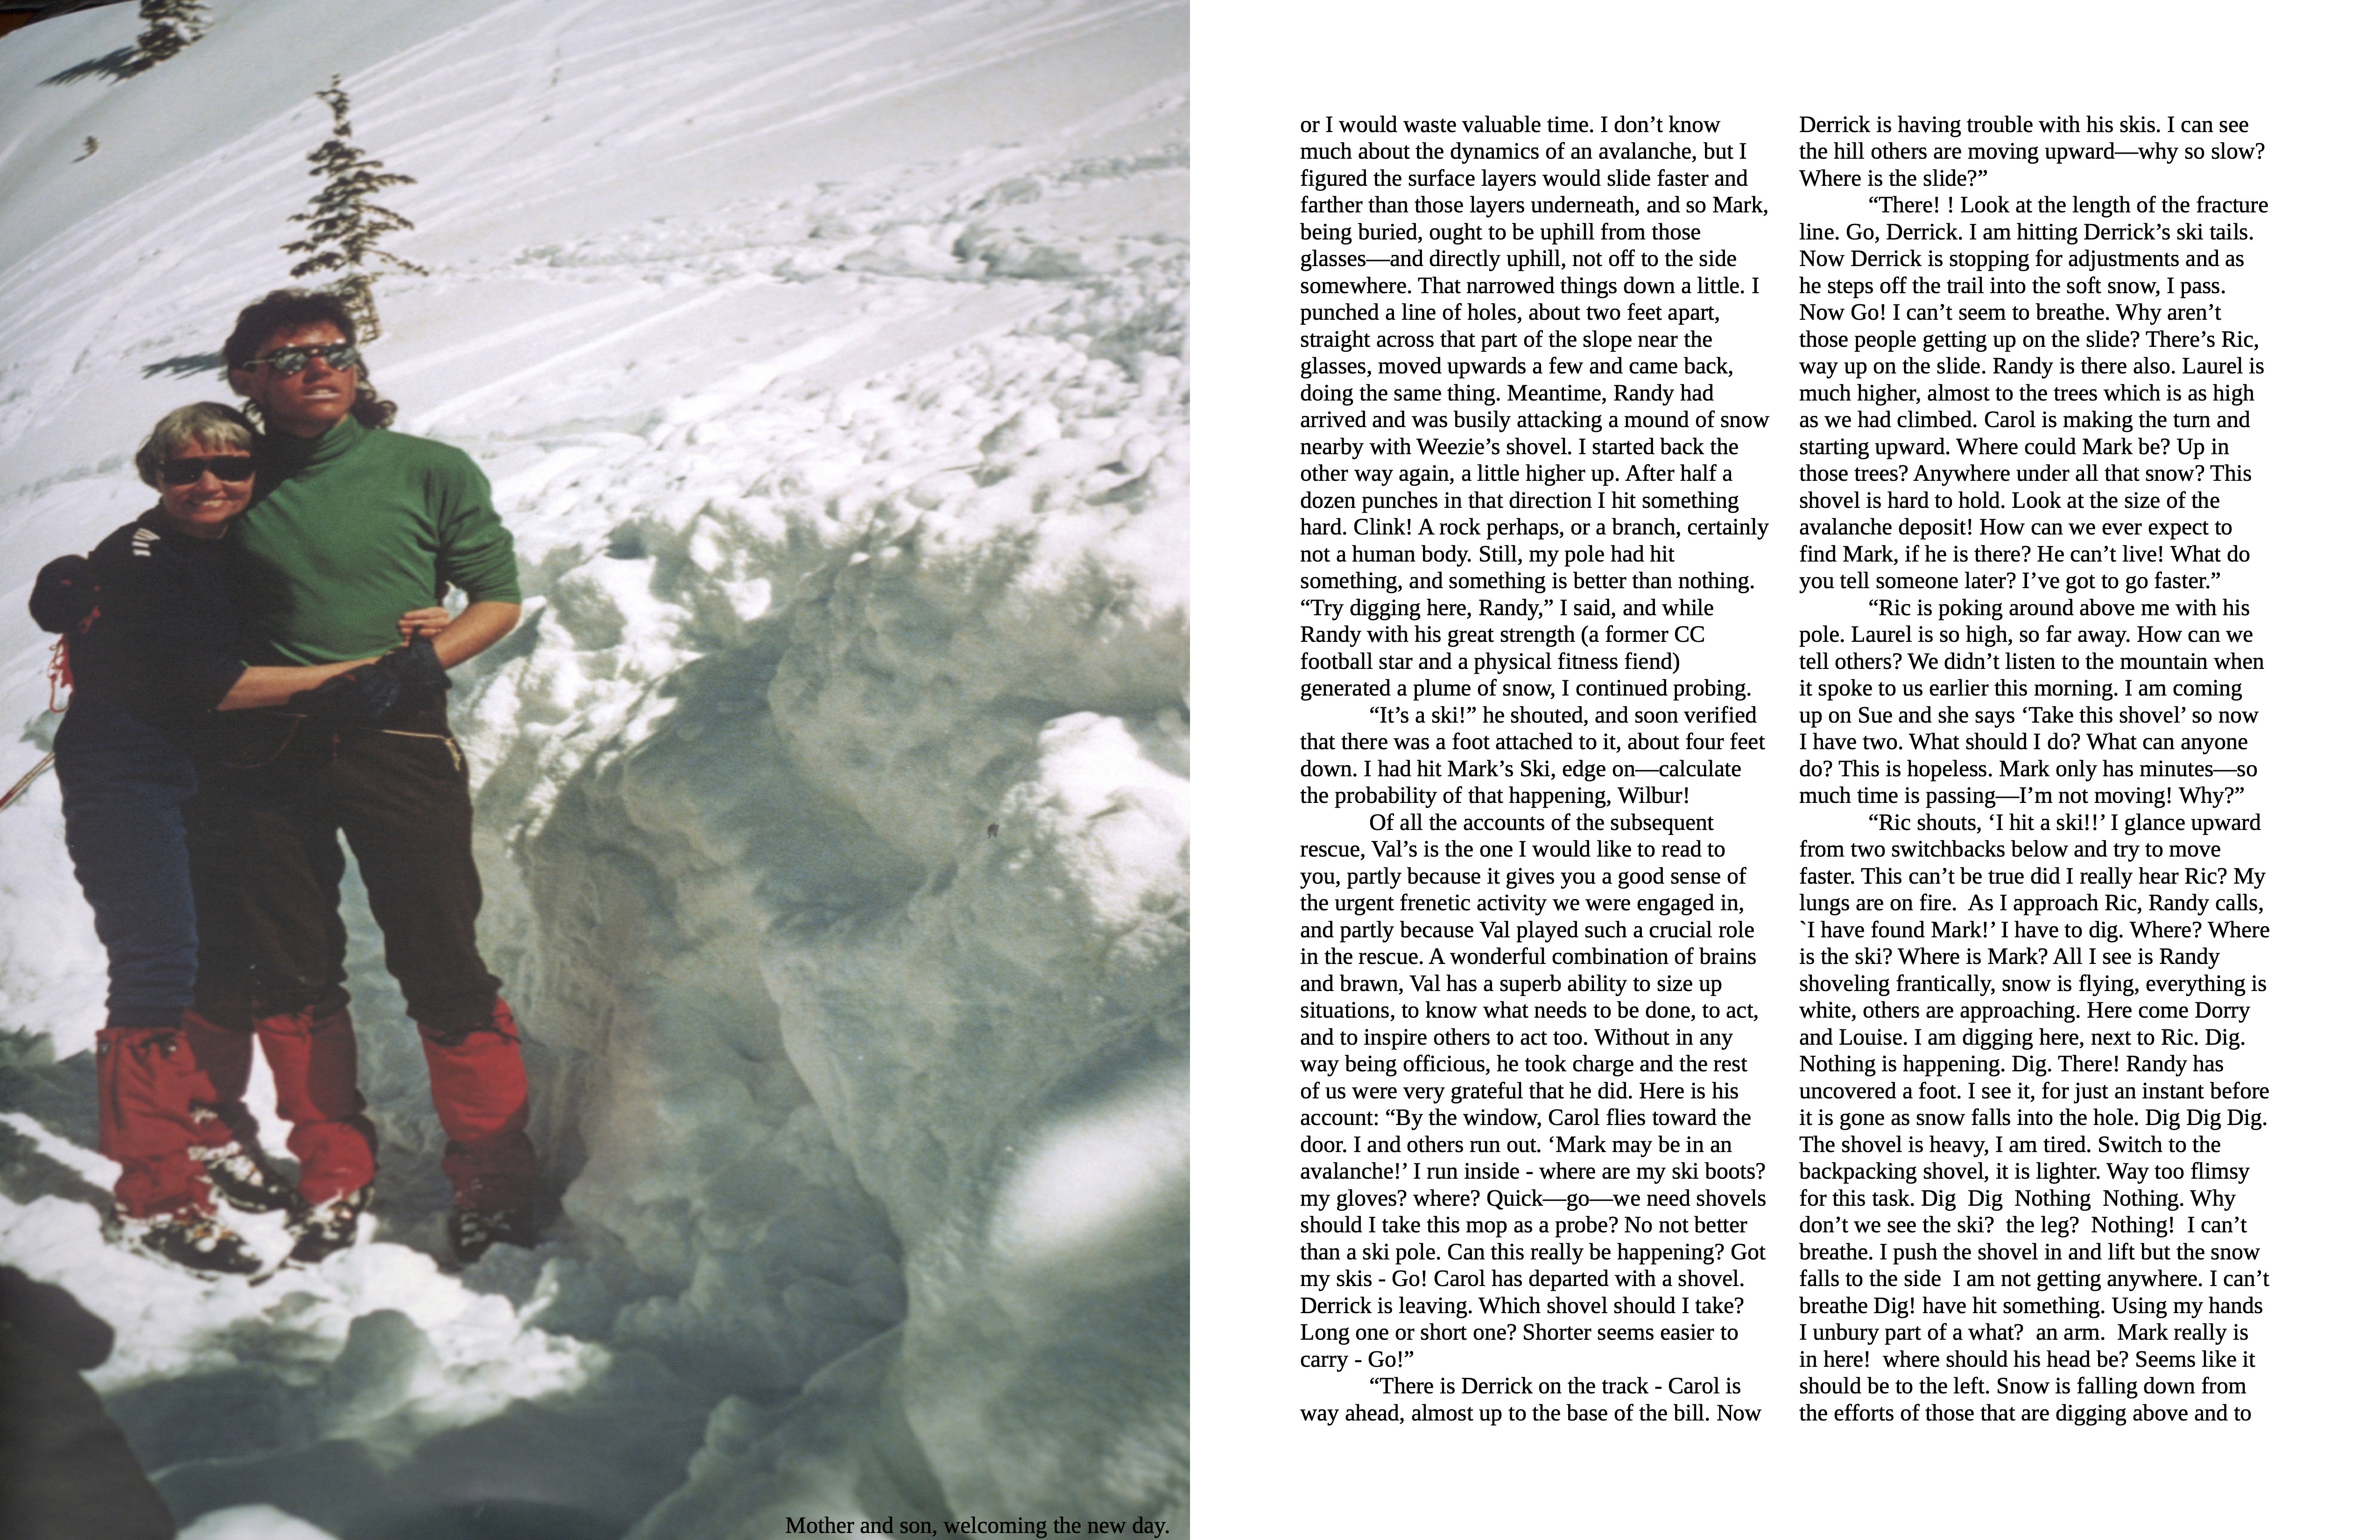 Mother and son, welcoming the new day.
or I would waste valuable time. I don’t know
much about the dynamics of an avalanche, but I
figured the surface layers would slide faster and
farther than those layers underneath, and so Mark,
being buried, ought to be uphill from those
glasses—and directly uphill, not off to the side
somewhere. That narrowed things down a little. I
punched a line of holes, about two feet apart,
straight across that part of the slope near the
glasses, moved upwards a few and came back,
doing the same thing. Meantime, Randy had
arrived and was busily attacking a mound of snow
nearby with Weezie’s shovel. I started back the
other way again, a little higher up. After half a
dozen punches in that direction I hit something
hard. Clink! A rock perhaps, or a branch, certainly
not a human body. Still, my pole had hit
something, and something is better than nothing.
“Try digging here, Randy,” I said, and while
Randy with his great strength (a former CC
football star and a physical fitness fiend)
generated a plume of snow, I continued probing.
“It’s a ski!” he shouted, and soon verified
that there was a foot attached to it, about four feet
down. I had hit Mark’s Ski, edge on—calculate
the probability of that happening, Wilbur!
Of all the accounts of the subsequent
rescue, Val’s is the one I would like to read to
you, partly because it gives you a good sense of
the urgent frenetic activity we were engaged in,
and partly because Val played such a crucial role
in the rescue. A wonderful combination of brains
and brawn, Val has a superb ability to size up
situations, to know what needs to be done, to act,
and to inspire others to act too. Without in any
way being officious, he took charge and the rest
of us were very grateful that he did. Here is his
account: “By the window, Carol flies toward the
door. I and others run out. ‘Mark may be in an
avalanche!’ I run inside - where are my ski boots?
my gloves? where? Quick—go—we need shovels
should I take this mop as a probe? No not better
than a ski pole. Can this really be happening? Got
my skis - Go! Carol has departed with a shovel.
Derrick is leaving. Which shovel should I take?
Long one or short one? Shorter seems easier to
carry - Go!”
“There is Derrick on the track - Carol is
way ahead, almost up to the base of the bill. Now
Derrick is having trouble with his skis. I can see
the hill others are moving upward—why so slow?
Where is the slide?”
“There! ! Look at the length of the fracture
line. Go, Derrick. I am hitting Derrick’s ski tails.
Now Derrick is stopping for adjustments and as
he steps off the trail into the soft snow, I pass.
Now Go! I can’t seem to breathe. Why aren’t
those people getting up on the slide? There’s Ric,
way up on the slide. Randy is there also. Laurel is
much higher, almost to the trees which is as high
as we had climbed. Carol is making the turn and
starting upward. Where could Mark be? Up in
those trees? Anywhere under all that snow? This
shovel is hard to hold. Look at the size of the
avalanche deposit! How can we ever expect to
find Mark, if he is there? He can’t live! What do
you tell someone later? I’ve got to go faster.”
“Ric is poking around above me with his
pole. Laurel is so high, so far away. How can we
tell others? We didn’t listen to the mountain when
it spoke to us earlier this morning. I am coming
up on Sue and she says ‘Take this shovel’ so now
I have two. What should I do? What can anyone
do? This is hopeless. Mark only has minutes—so
much time is passing—I’m not moving! Why?”
“Ric shouts, ‘I hit a ski!!’ I glance upward
from two switchbacks below and try to move
faster. This can’t be true did I really hear Ric? My
lungs are on fire.  As I approach Ric, Randy calls,
`I have found Mark!’ I have to dig. Where? Where
is the ski? Where is Mark? All I see is Randy
shoveling frantically, snow is flying, everything is
white, others are approaching. Here come Dorry
and Louise. I am digging here, next to Ric. Dig.
Nothing is happening. Dig. There! Randy has
uncovered a foot. I see it, for just an instant before
it is gone as snow falls into the hole. Dig Dig Dig.
The shovel is heavy, I am tired. Switch to the
backpacking shovel, it is lighter. Way too flimsy
for this task. Dig  Dig  Nothing  Nothing. Why
don’t we see the ski?  the leg?  Nothing!  I can’t
breathe. I push the shovel in and lift but the snow
falls to the side  I am not getting anywhere. I can’t
breathe Dig! have hit something. Using my hands
I unbury part of a what?  an arm.  Mark really is
in here!  where should his head be? Seems like it
should be to the left. Snow is falling down from
the efforts of those that are digging above and to